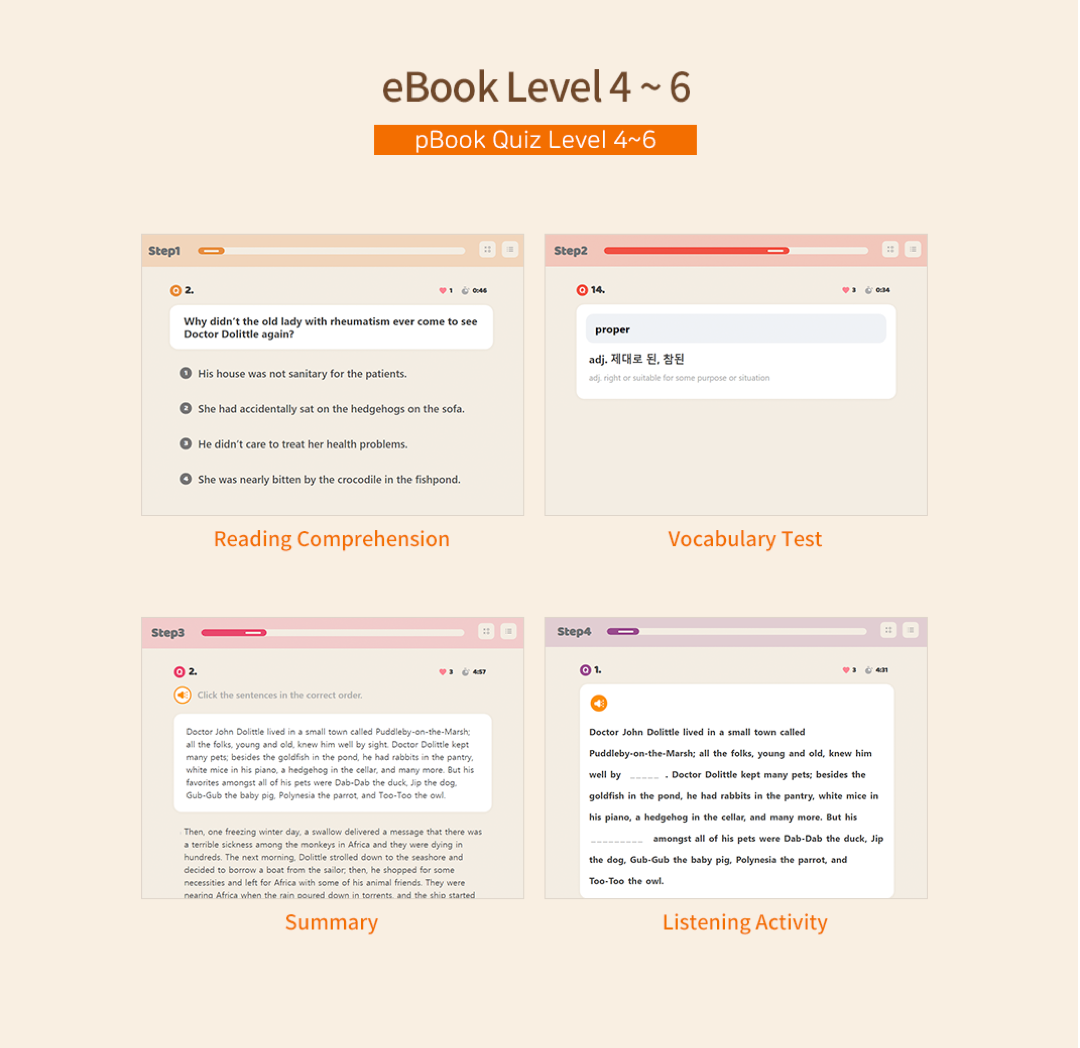 eBook Level 4 ~ 6
pBook Quiz Level 4~6
Step1
2.
1
0:46
Why didn't the old lady with rheumatism ever come to see
Doctor Dolittle again?
1 His house was not sanitary for the patients.
2 She had accidentally sat on the hedgehogs on the sofa.
3 He didn't care to treat her health problems.
4 She was nearly bitten by the crocodile in the fishpond.
Reading Comprehension
Step2
14.
3
0:34
proper
adj. 제대로 된, 참된
adj. right or suitable for some purpose or situation
Vocabulary Test
Step3
2.
3
4:57
Click the sentences in the correct order.
Doctor John Dolittle lived in a small town called Puddleby-on-the-Marsh;
all the folks, young and old, knew him well by sight. Doctor Dolittle kept
many pets; besides the goldfish in the pond, he had rabbits in the pantry,
white mice in his piano, a hedgehog in the cellar, and many more. But his
favorites amongst all of his pets were Dab-Dab the duck, Jip the dog,
Gub-Gub the baby pig, Polynesia the parrot, and Too-Too the owl.
Then, one freezing winter day, a swallow delivered a message that there was
a terrible sickness among the monkeys in Africa and they were dying in
hundreds. The next morning, Dolittle strolled down to the seashore and
decided to borrow a boat from the sailor; then, he shopped for some
necessities and left for Africa with some of his animal friends. They were
nearing Africa when the rain poured down in torrents, and the ship started
Summary
Step4
1.
3
4:31
Doctor John Dolittle lived in a small town called
Puddleby-on-the-Marsh; all the folks, young and old, knew him
well by _____ . Doctor Dolittle kept many pets; besides the
goldfish in the pond, he had rabbits in the pantry, white mice in
his piano, a hedgehog in the cellar, and many more. But his
_________ amongst all of his pets were Dab-Dab the duck, Jip
the dog, Gub-Gub the baby pig, Polynesia the parrot, and
Too-Too the owl.
Listening Activity